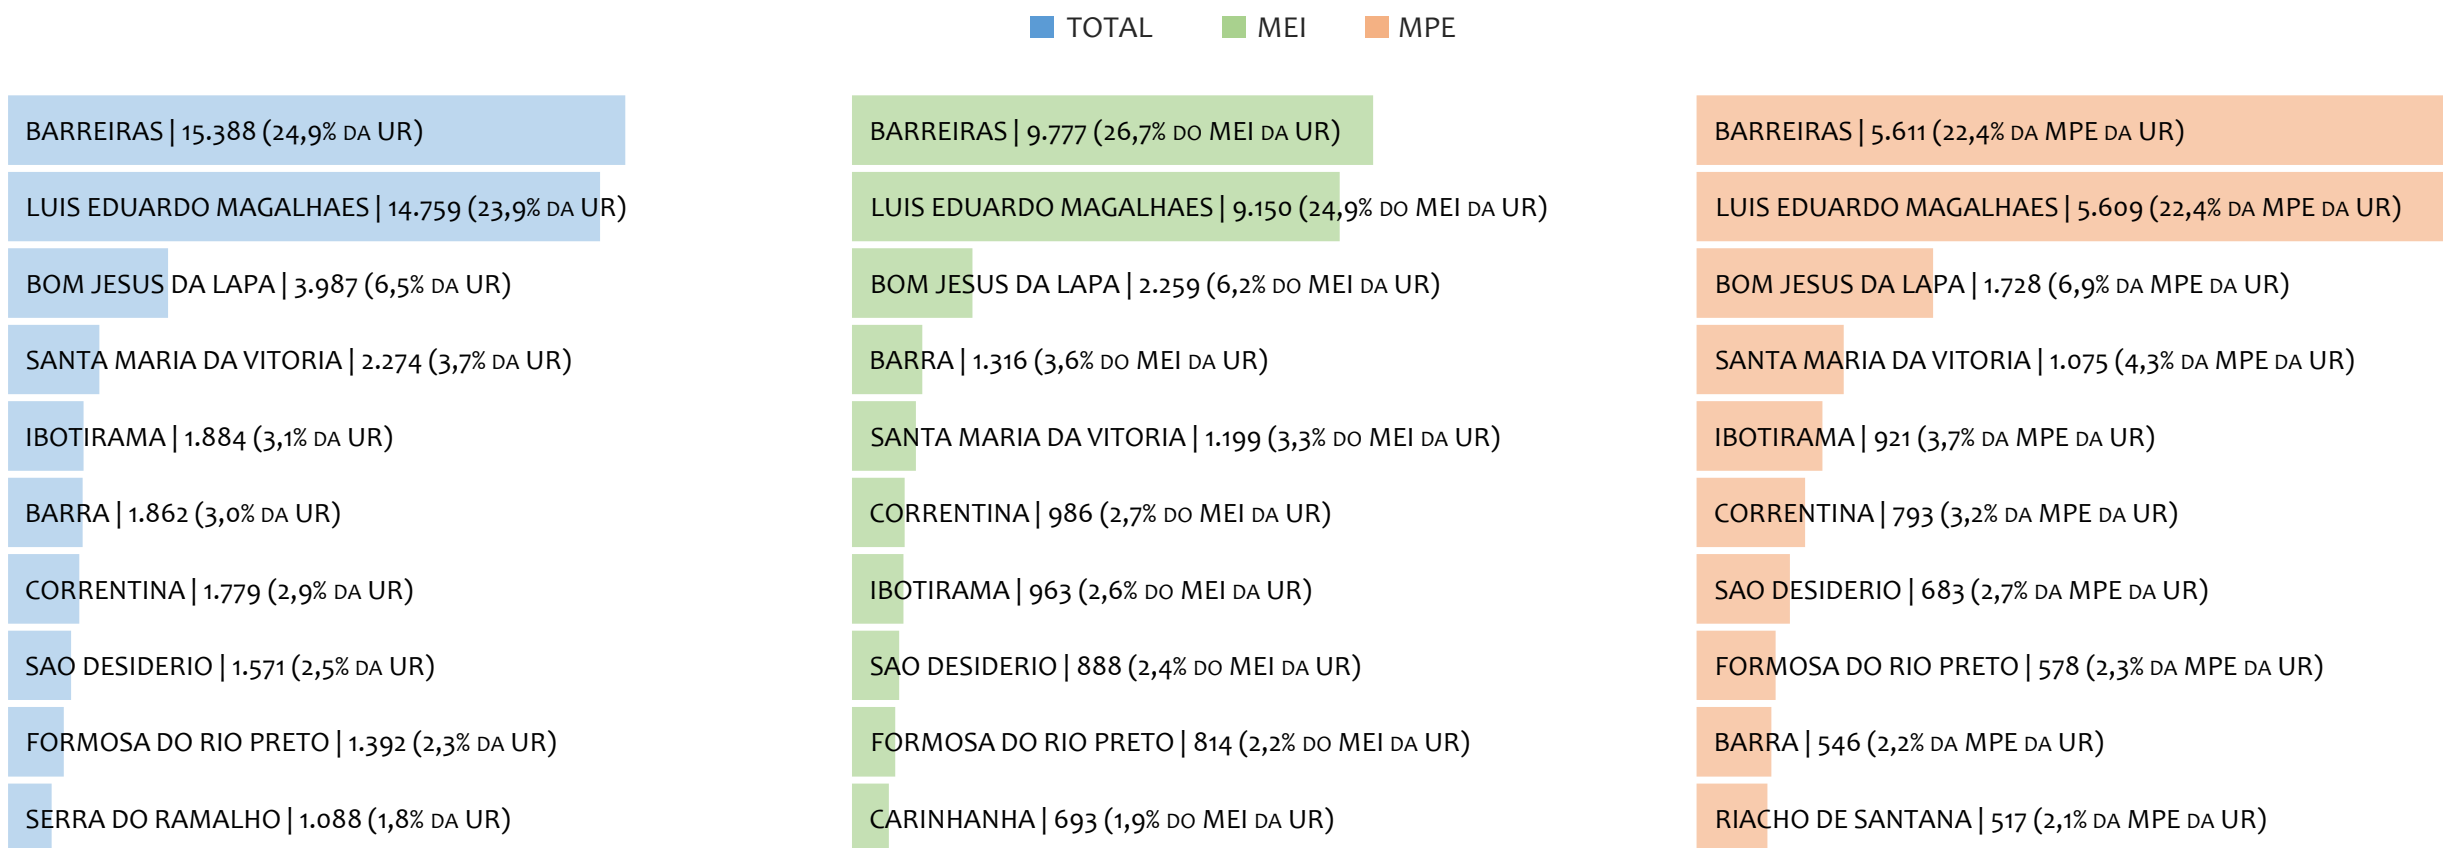 TOTAL MEI MPE
BARREIRAS | 15.388 (24,9% DA UR)
LUIS EDUARDO MAGALHAES | 14.759 (23,9% DA UR)
BOM JESUS DA LAPA | 3.987 (6,5% DA UR)
SANTA MARIA DA VITORIA | 2.274 (3,7% DA UR)
IBOTIRAMA | 1.884 (3,1% DA UR)
BARRA | 1.862 (3,0% DA UR)
CORRENTINA | 1.779 (2,9% DA UR)
SAO DESIDERIO | 1.571 (2,5% DA UR)
FORMOSA DO RIO PRETO | 1.392 (2,3% DA UR)
SERRA DO RAMALHO | 1.088 (1,8% DA UR)
BARREIRAS | 9.777 (26,7% DO MEI DA UR)
LUIS EDUARDO MAGALHAES | 9.150 (24,9% DO MEI DA UR)
BOM JESUS DA LAPA | 2.259 (6,2% DO MEI DA UR)
BARRA | 1.316 (3,6% DO MEI DA UR)
SANTA MARIA DA VITORIA | 1.199 (3,3% DO MEI DA UR)
CORRENTINA | 986 (2,7% DO MEI DA UR)
IBOTIRAMA | 963 (2,6% DO MEI DA UR)
SAO DESIDERIO | 888 (2,4% DO MEI DA UR)
FORMOSA DO RIO PRETO | 814 (2,2% DO MEI DA UR)
CARINHANHA | 693 (1,9% DO MEI DA UR)
BARREIRAS | 5.611 (22,4% DA MPE DA UR)
LUIS EDUARDO MAGALHAES | 5.609 (22,4% DA MPE DA UR)
BOM JESUS DA LAPA | 1.728 (6,9% DA MPE DA UR)
SANTA MARIA DA VITORIA | 1.075 (4,3% DA MPE DA UR)
IBOTIRAMA | 921 (3,7% DA MPE DA UR)
CORRENTINA | 793 (3,2% DA MPE DA UR)
SAO DESIDERIO | 683 (2,7% DA MPE DA UR)
FORMOSA DO RIO PRETO | 578 (2,3% DA MPE DA UR)
BARRA | 546 (2,2% DA MPE DA UR)
RIACHO DE SANTANA | 517 (2,1% DA MPE DA UR)